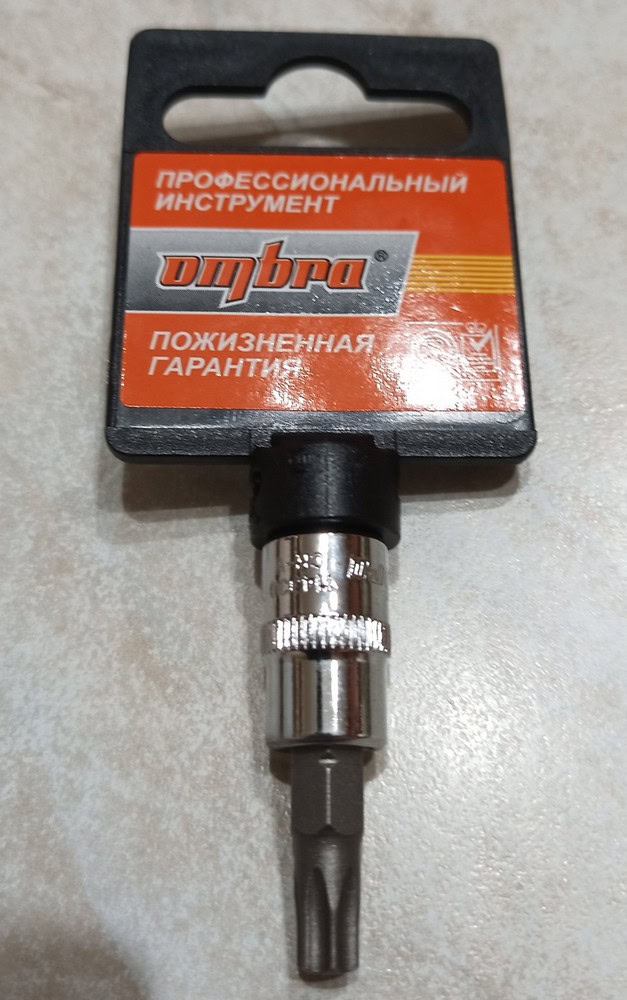 ПРОФЕССИОНАЛЬНЫЙ
ИНСТРУМЕНТ
ombra®
ПОЖИЗНЕННАЯ
ГАРАНТИЯ